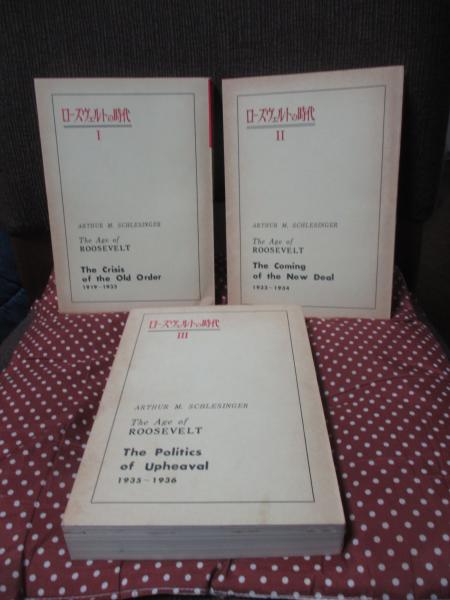 ローズヴェルトの時代
I
ARTHUR M. SCHLESINGER
The Age of
ROOSEVELT
The Crisis
of the Old Order
1919~1933
ローズヴェルトの時代
II
ARTHUR M. SCHLESINGER
The Age of
ROOSEVELT
The Coming
of the New Deal
1933~1934
ローズヴェルトの時代
III
ARTHUR M. SCHLESINGER
The Age of
ROOSEVELT
The Politics
of Upheaval
1935~1936